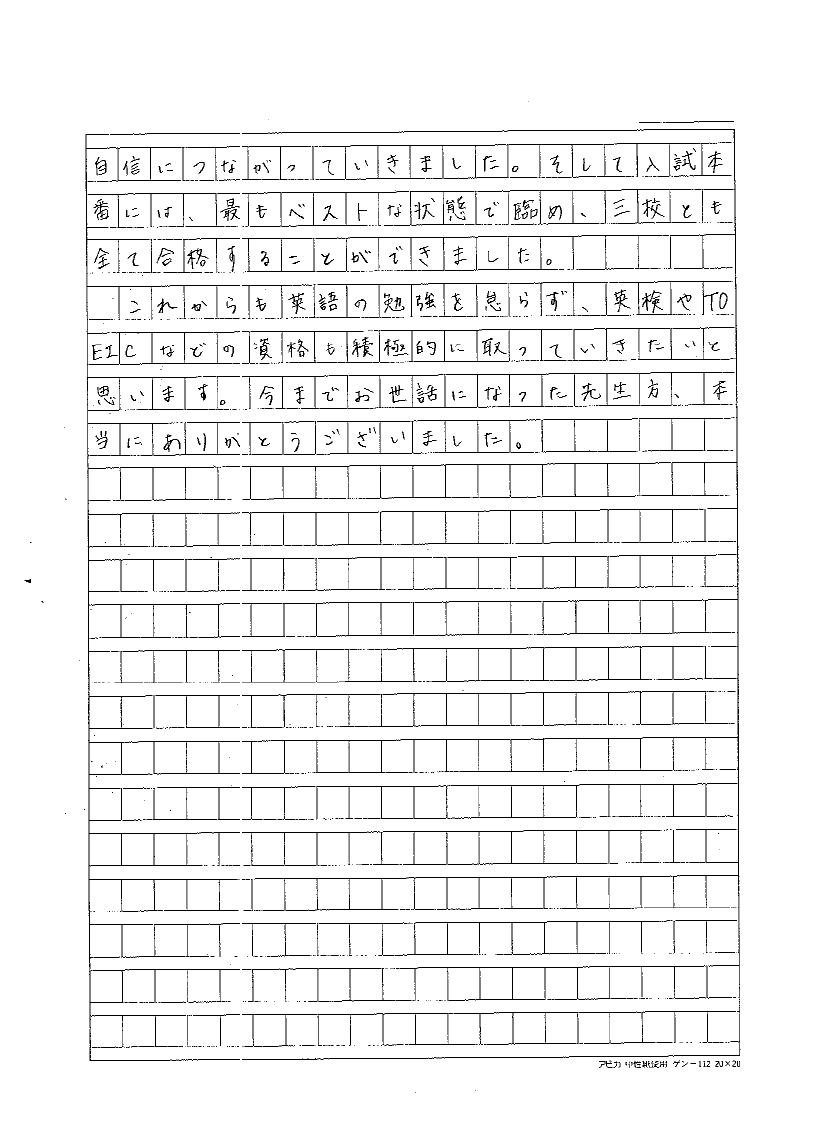 自信につながっていきました。そして入試本
番には、最もベストな状態で臨め、三校とも
全て合格することができました。
これからも英語の勉強を怠らず、英検やTO
EICなどの資格も積極的に取っていきたいと
思います。今までお世話になった先生方、本
当にありがとうございました。
アピカ 中性紙使用 ゲンー112 20×20